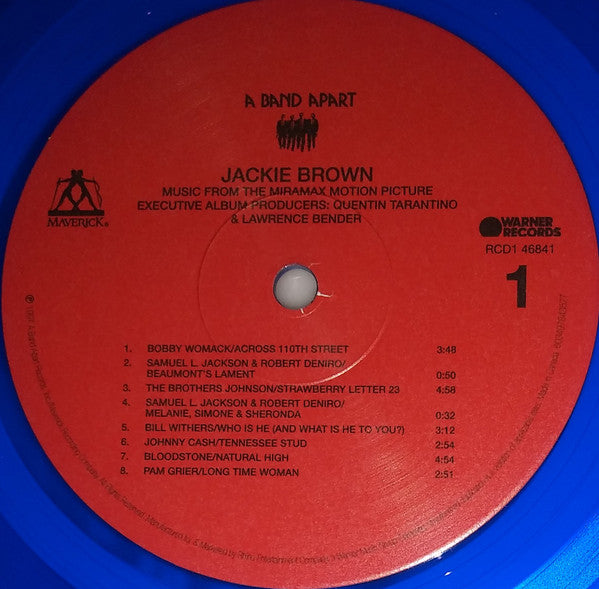 A BAND APART
JACKIE BROWN
MUSIC FROM THE MIRAMAX MOTION PICTURE
EXECUTIVE ALBUM PRODUCERS: QUENTIN TARANTINO
& LAWRENCE BENDER
MAVERICK®
WARNER
RECORDS
RCD1 46841
1
1. BOBBY WOMACK/ACROSS 110TH STREET 3:48
2. SAMUEL L. JACKSON & ROBERT DENIRO/
BEAUMONT'S LAMENT 0:50
3. THE BROTHERS JOHNSON/STRAWBERRY LETTER 23 4:58
4. SAMUEL L. JACKSON & ROBERT DENIRO/
MELANIE, SIMONE & SHERONDA 0:32
5. BILL WITHERS/WHO IS HE (AND WHAT IS HE TO YOU?) 3:12
6. JOHNNY CASH/TENNESSEE STUD 2:54
7. BLOODSTONE/NATURAL HIGH 4:54
8. PAM GRIER/LONG TIME WOMAN 2:51